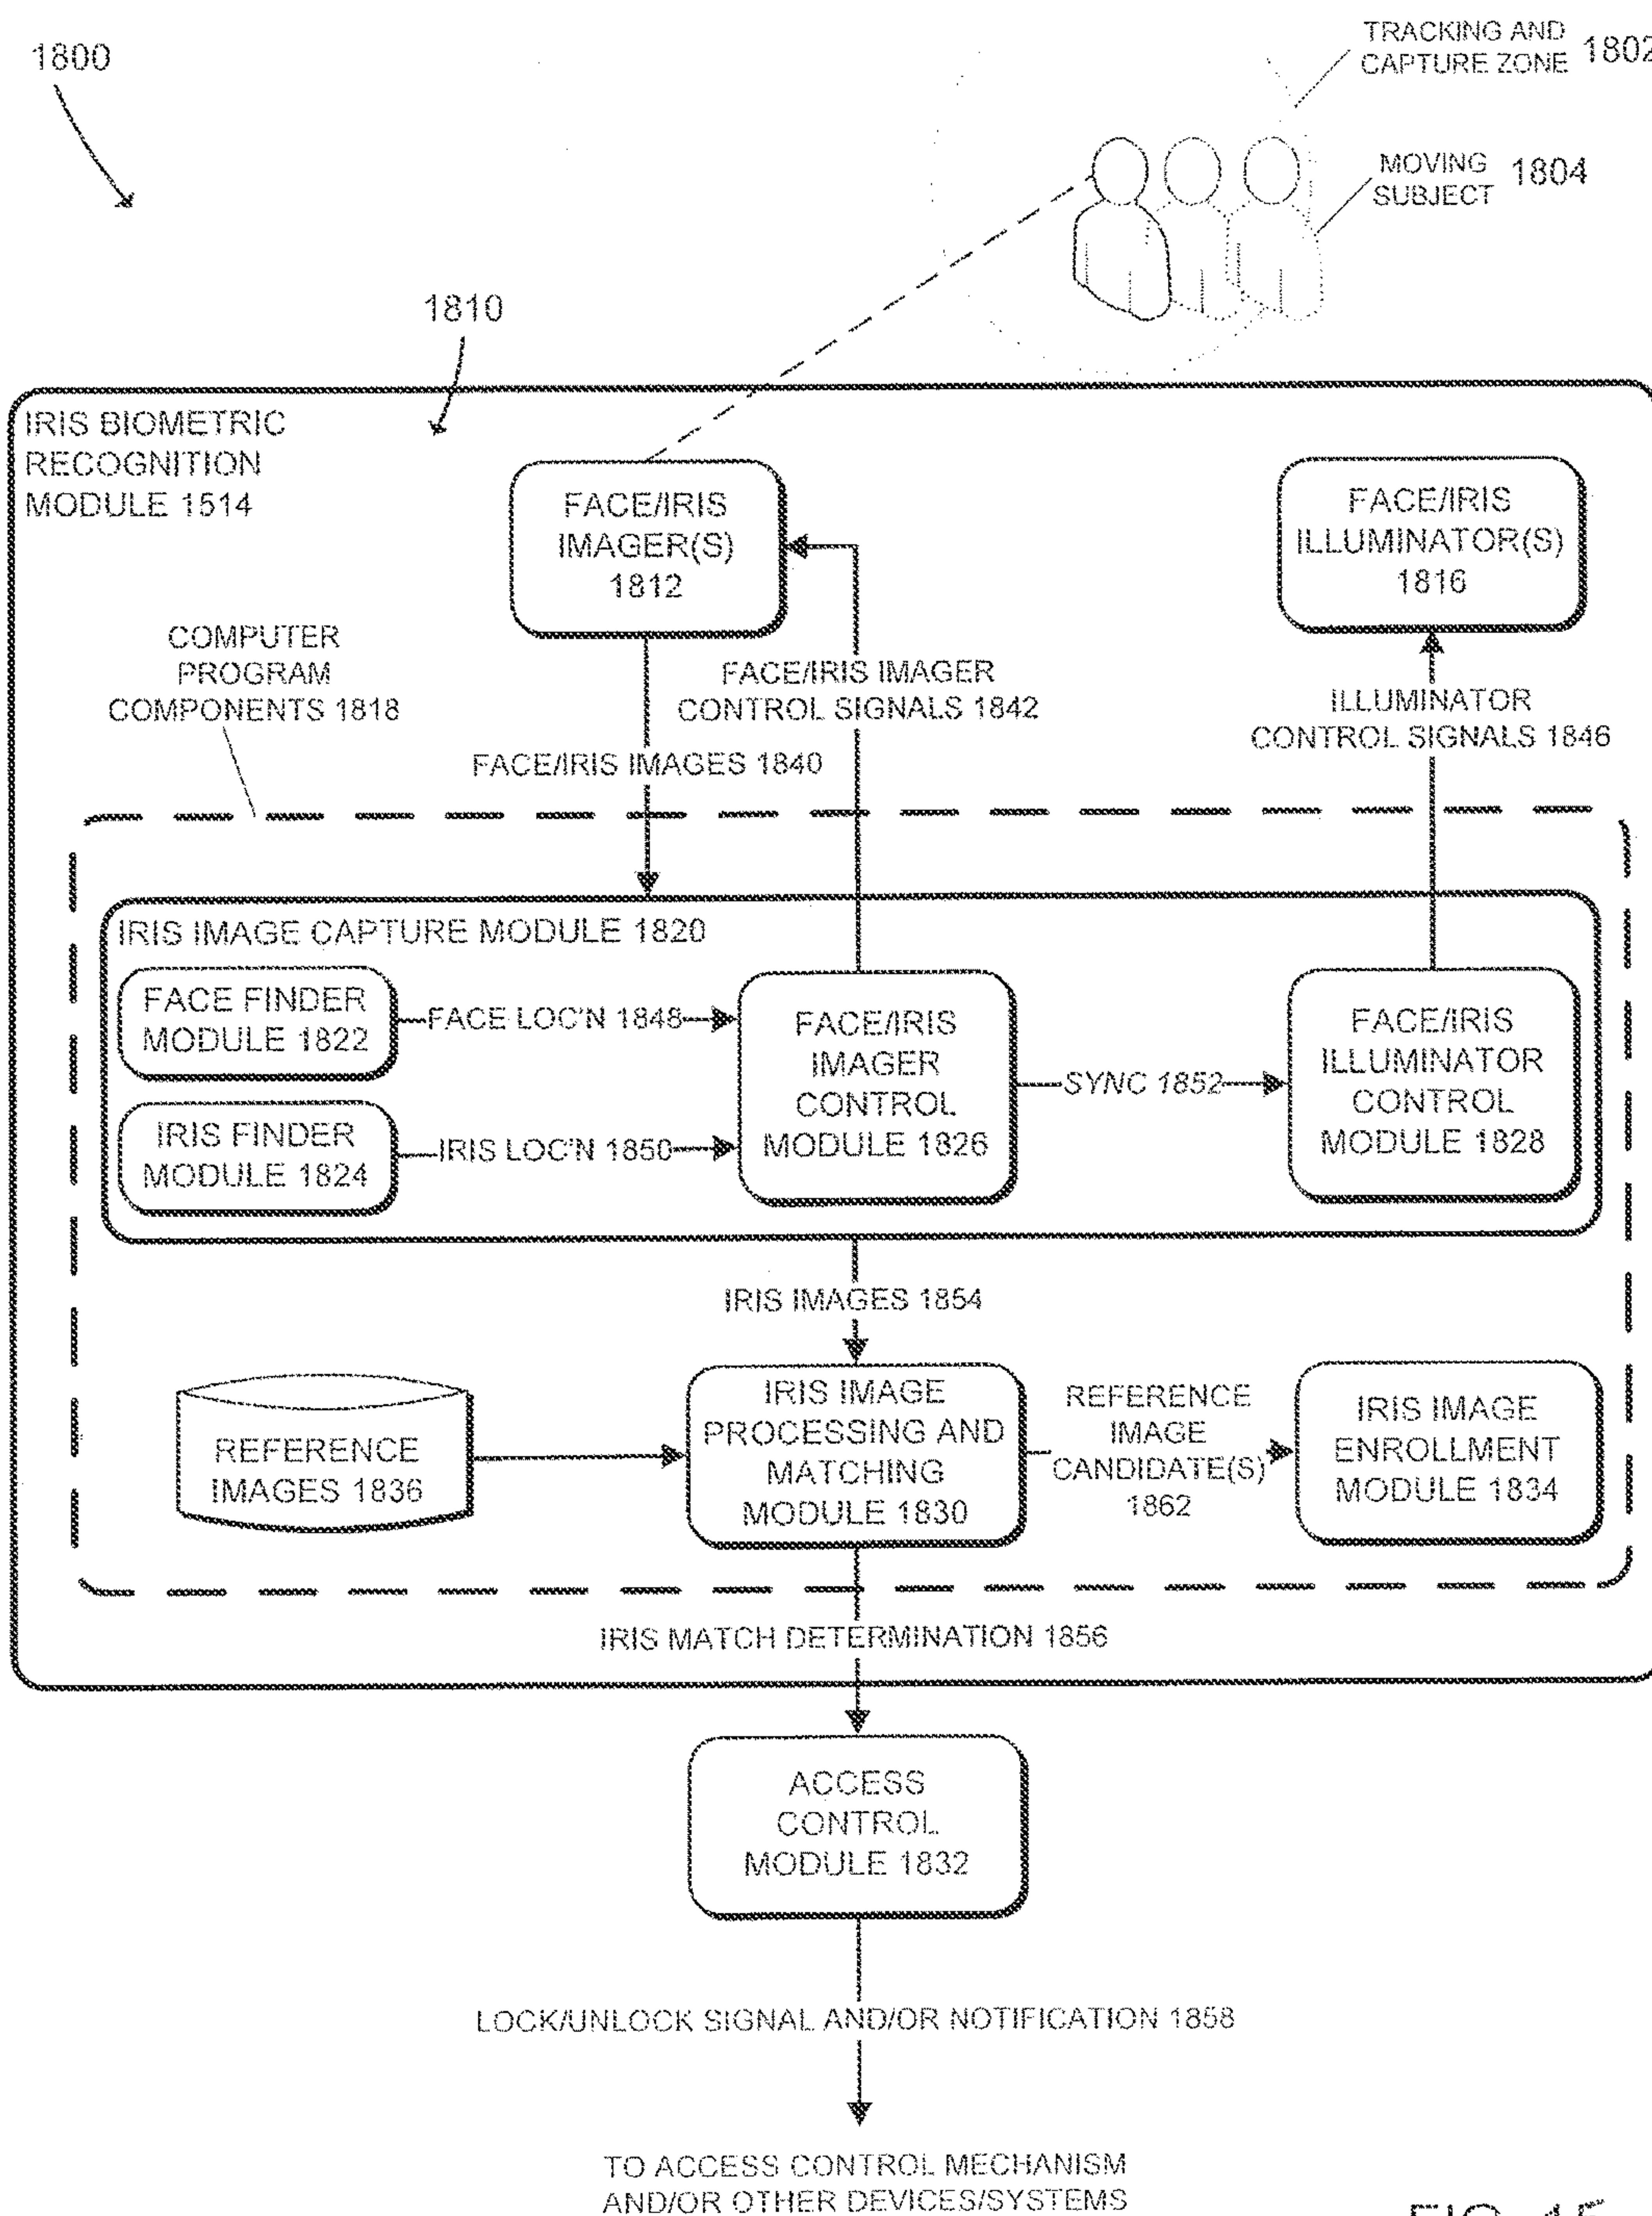 1800
TRACKING AND
CAPTURE ZONE 1802
MOVING
SUBJECT 1804
1810
IRIS BIOMETRIC
RECOGNITION
MODULE 1514
FACE/IRIS
IMAGER(S)
1812
FACE/IRIS
ILLUMINATOR(S)
1816
COMPUTER
PROGRAM
COMPONENTS 1818
FACE/IRIS IMAGER
CONTROL SIGNALS 1842
ILLUMINATOR
CONTROL SIGNALS 1846
FACE/IRIS IMAGES 1840
IRIS IMAGE CAPTURE MODULE 1820
FACE FINDER
MODULE 1822
FACE LOC'N 1848
FACE/IRIS
IMAGER
CONTROL
MODULE 1826
SYNC 1852
FACE/IRIS
ILLUMINATOR
CONTROL
MODULE 1828
IRIS FINDER
MODULE 1824
IRIS LOC'N 1850
IRIS IMAGES 1854
REFERENCE
IMAGES 1836
IRIS IMAGE
PROCESSING AND
MATCHING
MODULE 1830
REFERENCE
IMAGE
CANDIDATE(S)
1862
IRIS IMAGE
ENROLLMENT
MODULE 1834
IRIS MATCH DETERMINATION 1856
ACCESS
CONTROL
MODULE 1832
LOCK/UNLOCK SIGNAL AND/OR NOTIFICATION 1858
TO ACCESS CONTROL MECHANISM
AND/OR OTHER DEVICES/SYSTEMS
FIG. 15